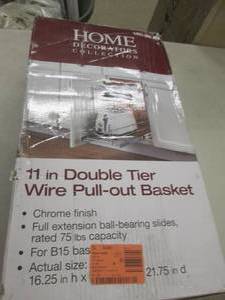 HOME
DECORATORS
COLLECTION
11 in Double Tier
Wire Pull-out Basket
• Chrome finish
• Full extension ball-bearing slides,
rated 75 lbs capacity
• For B15 bas
• Actual size:
16.25 in h x 21.75 in d